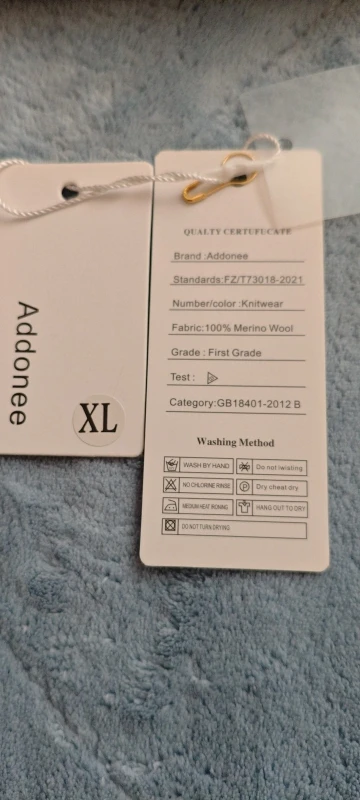 Addonee
XL
QUALTY CERTUFUCATE
Brand :Addonee
Standards:FZ/T73018-2021
Number/color :Knitwear
Fabric:100% Merino Wool
Grade : First Grade
Test :
Category:GB18401-2012 B
Washing Method
WASH BY HAND
Do not lwisling
NO CHLORINE RINSE
P
Dry cheat dry
MEDIUM HEAT IRONING
HANG OUT TO DRY
DO NOT TURN DRYING